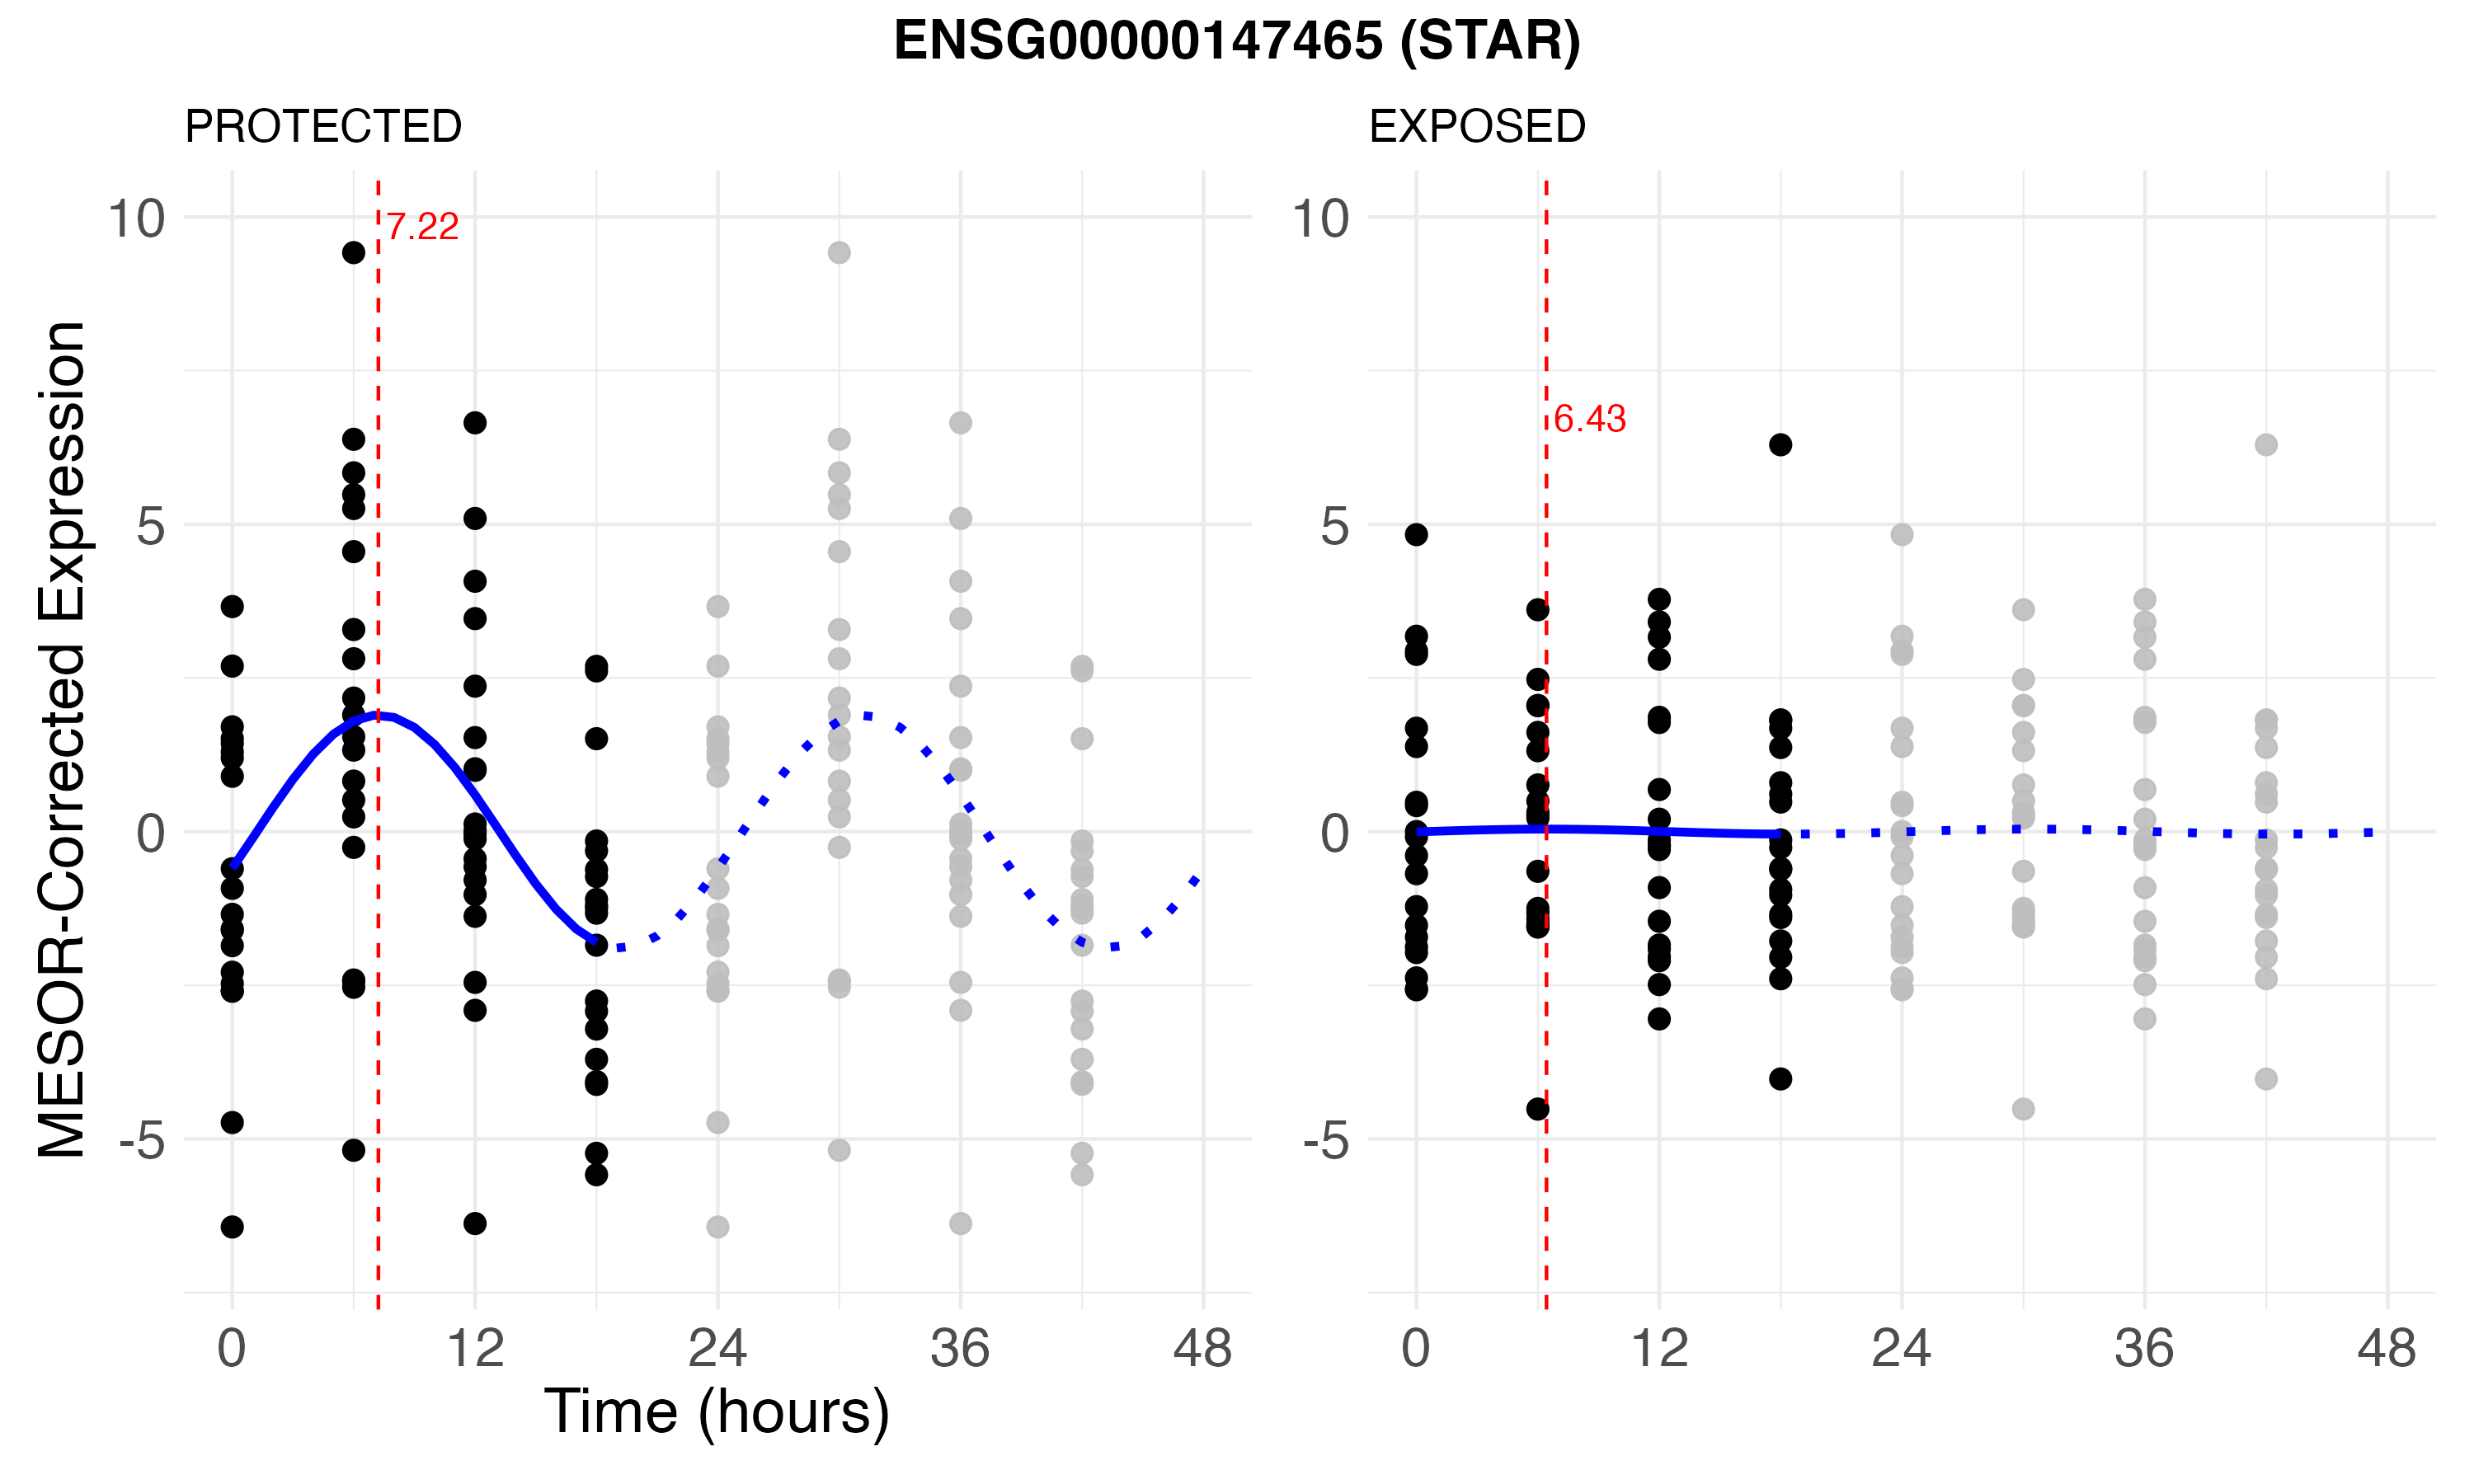 ENSG00000147465 (STAR)
PROTECTED
EXPOSED
MESOR-Corrected Expression
10
5
0
-5
7.22
0 12 24 36 48
10
5
0
-5
6.43
0 12 24 36 48
Time (hours)